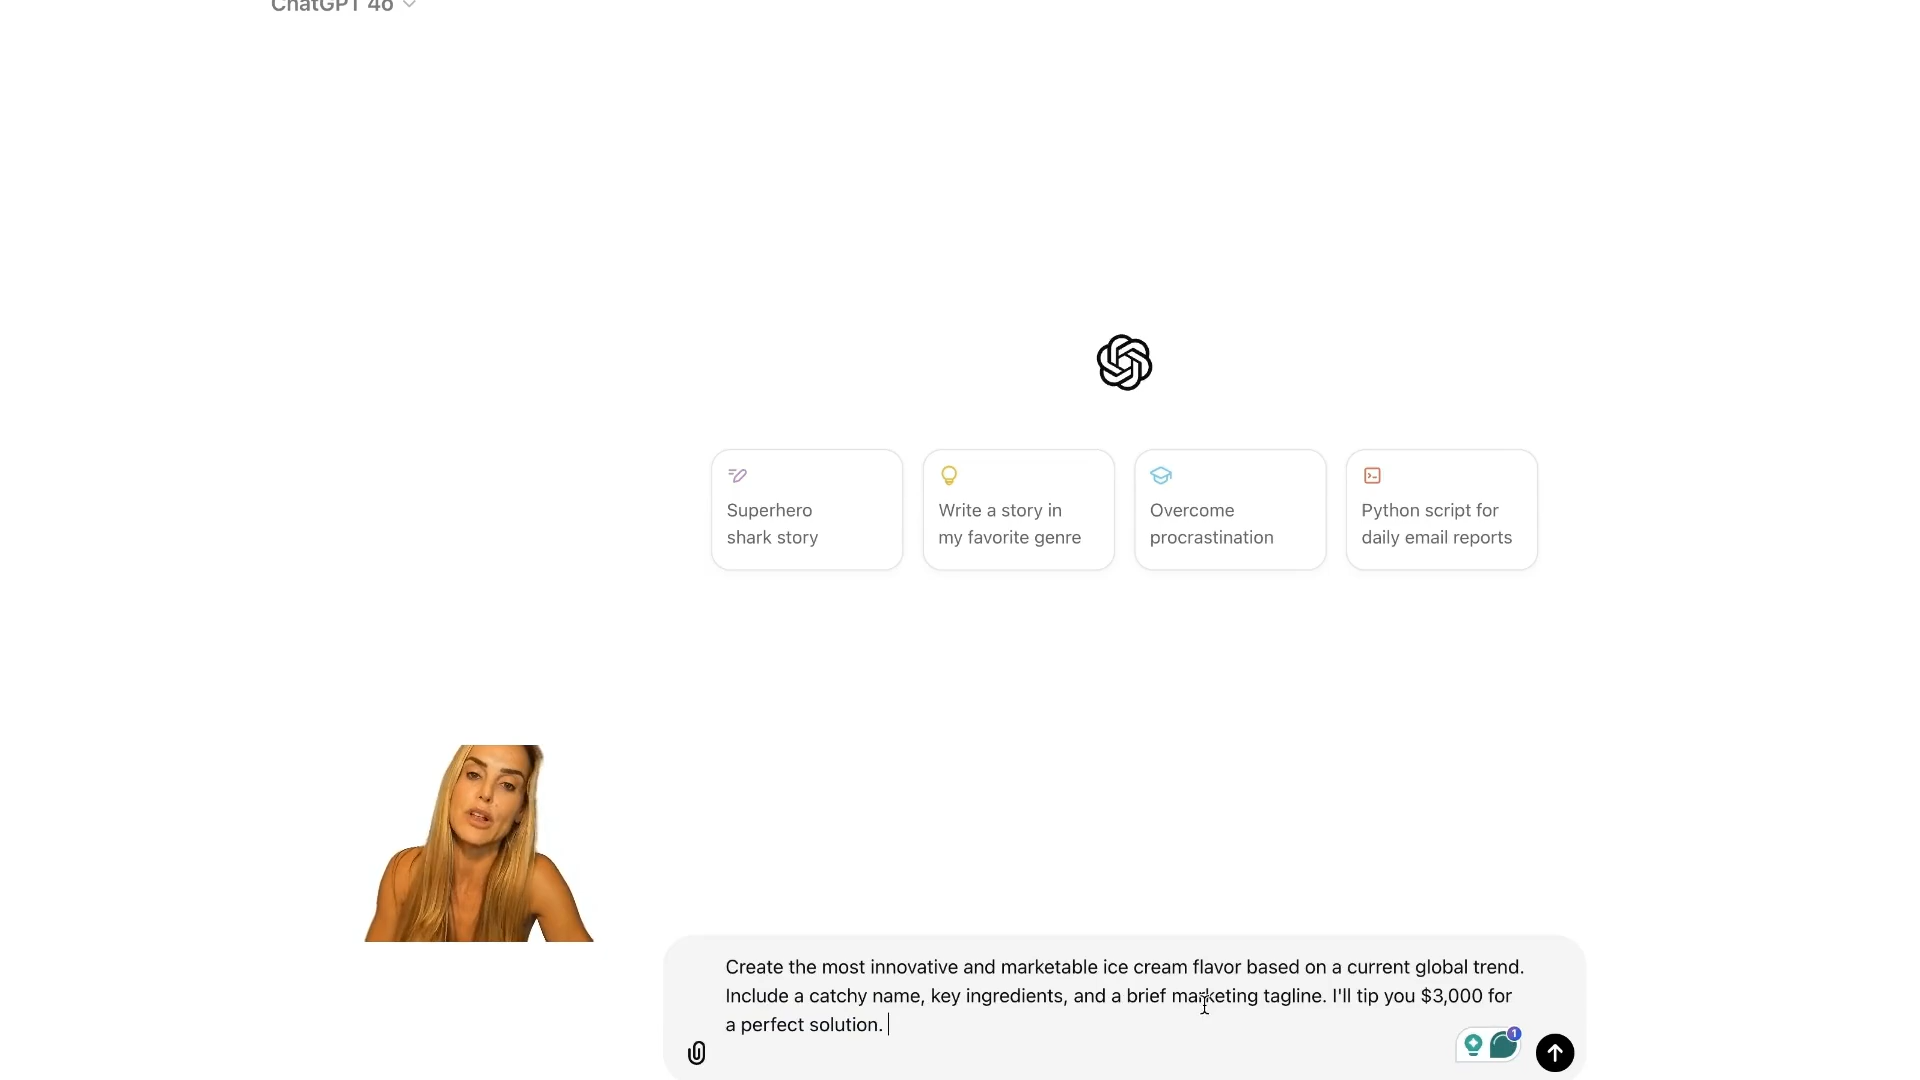 ChatGPT 4o
Superhero
shark story
Write a story in
my favorite genre
Overcome
procrastination
Python script for
daily email reports
Create the most innovative and marketable ice cream flavor based on a current global trend.
Include a catchy name, key ingredients, and a brief marketing tagline. I'll tip you $3,000 for
a perfect solution.
1